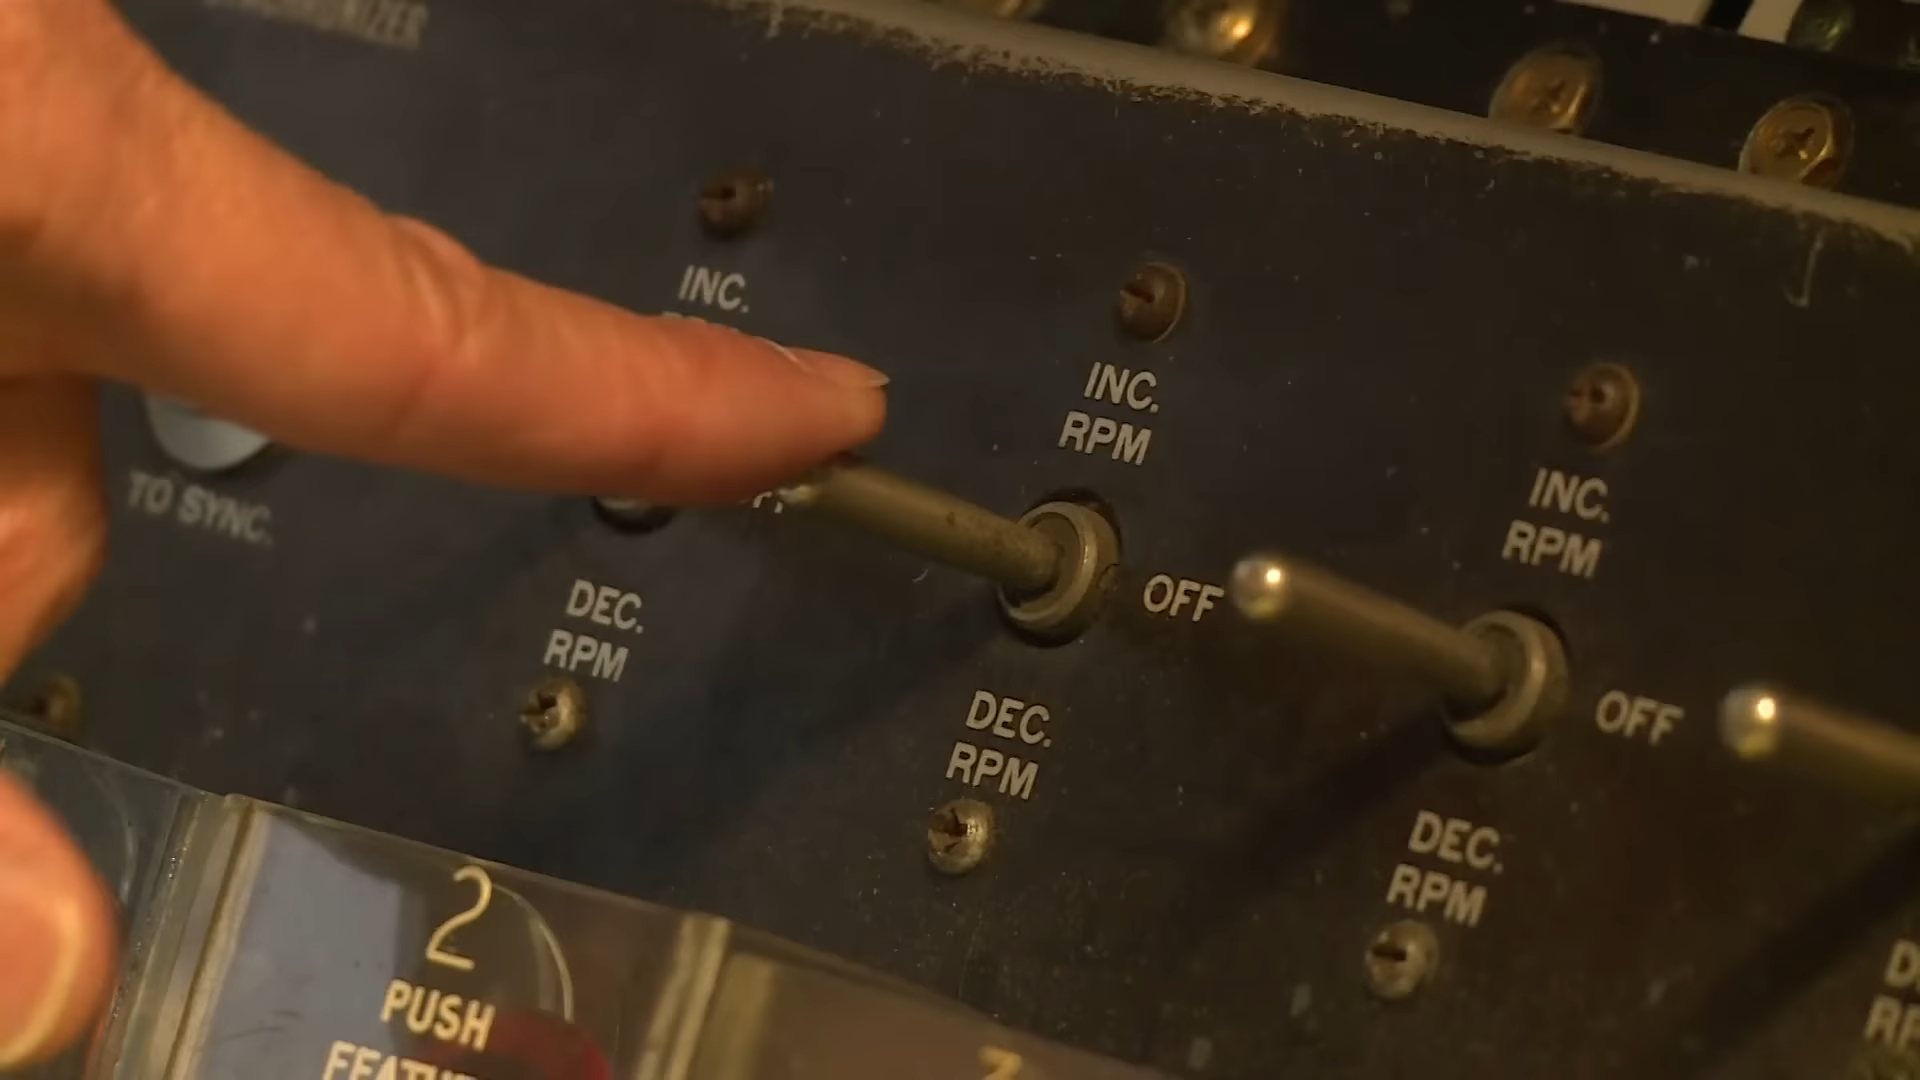 INC.
INC.
RPM
INC.
RPM
TO SYNC.
OFF
DEC.
RPM
OFF
DEC.
RPM
DEC.
RPM
2
PUSH